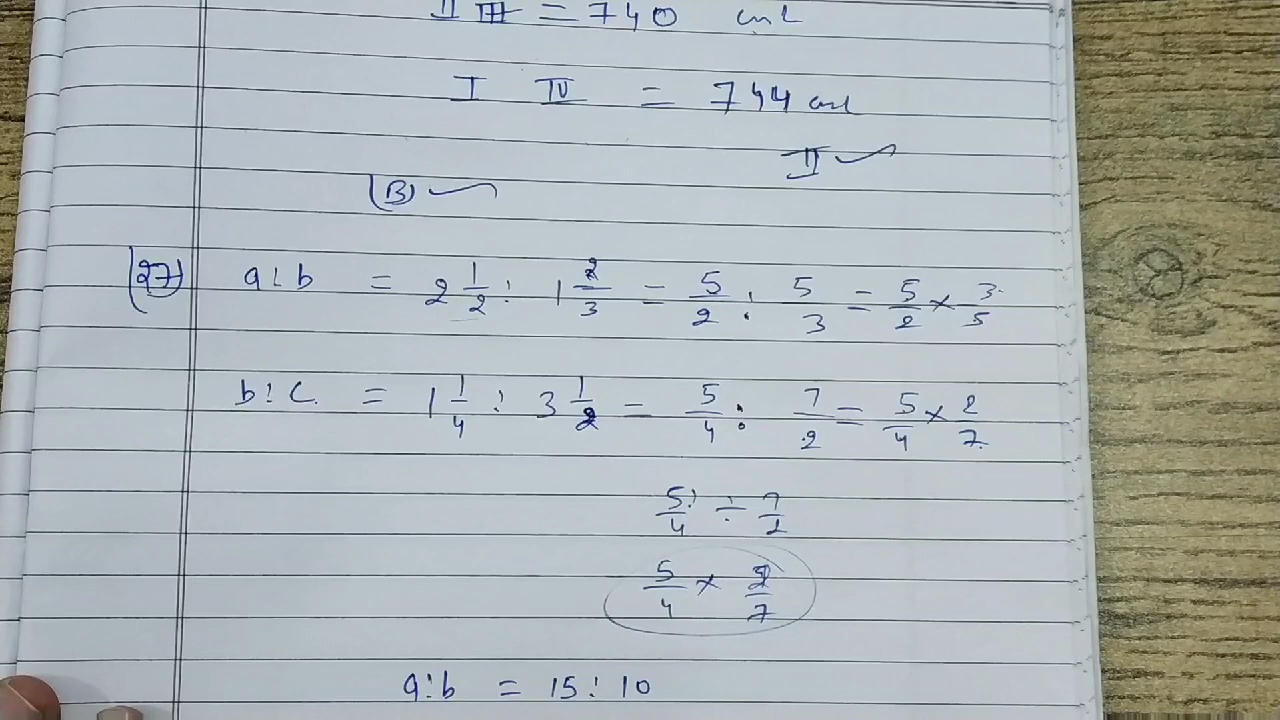 II III = 740 cml
I IV = 744 cml
II
(B)
(27) a:b = 2 1/2 : 1 2/3 = 5/2 : 5/3 = 5/2 × 3/5
b:c. = 1 1/4 : 3 1/2 = 5/4 : 7/2 = 5/4 × 2/7
5/4 ÷ 7/2
5/4 × 2/7
a:b = 15:10